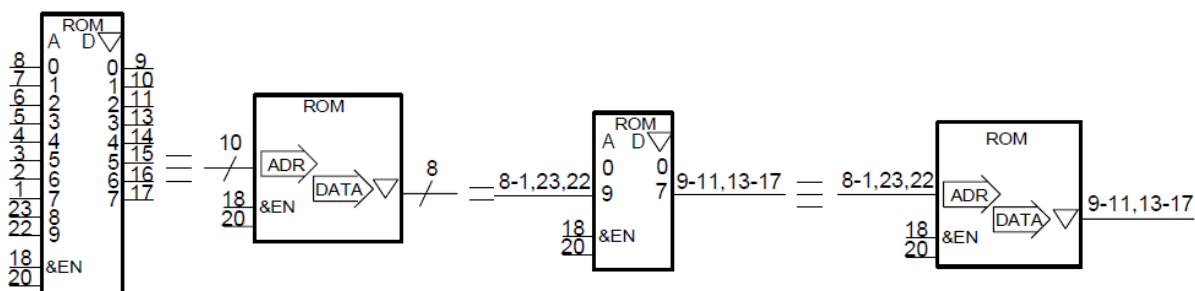 ROM
A D
8 0 0 9
7 1 1 10
6 2 2 11
5 3 3 13
4 4 4 14
3 5 5 15
2 6 6 16
1 7 7 17
23 8
22 9
18 &EN
20
ROM
10 ADR
DATA 8
18 &EN
20
ROM
A D
0 0
8-1,23,22 9 7 9-11,13-17
18 &EN
20
ROM
8-1,23,22 ADR
DATA 9-11,13-17
18 &EN
20